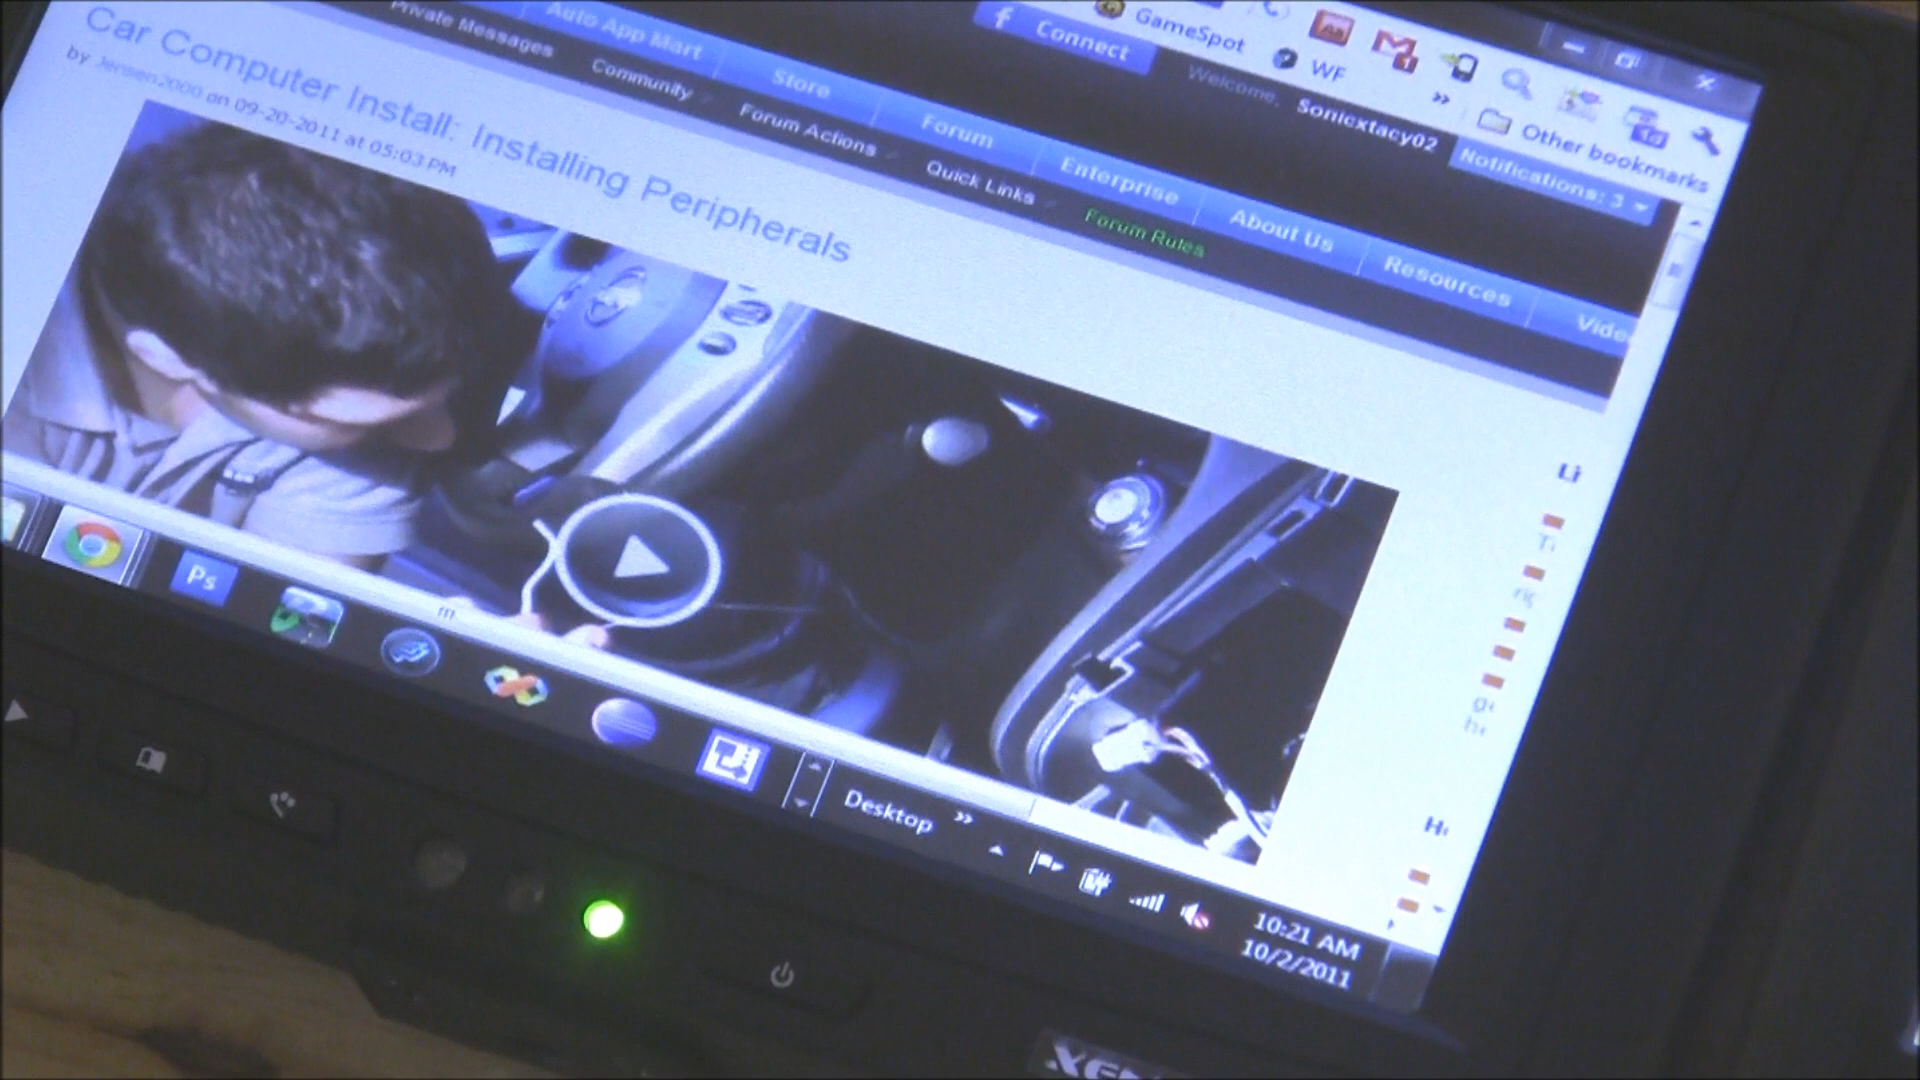 GameSpot
WF
Other bookmarks
Connect
Welcome, Sonicxtacy02
Notifications: 3
Auto App Mart
Store
Forum
Enterprise
About Us
Resources
Private Messages
Community
Forum Actions
Quick Links
Forum Rules
Car Computer Install: Installing Peripherals
by Jensen2000 on 09-20-2011 at 05:03 PM
Ps
Desktop
10:21 AM
10/2/2011